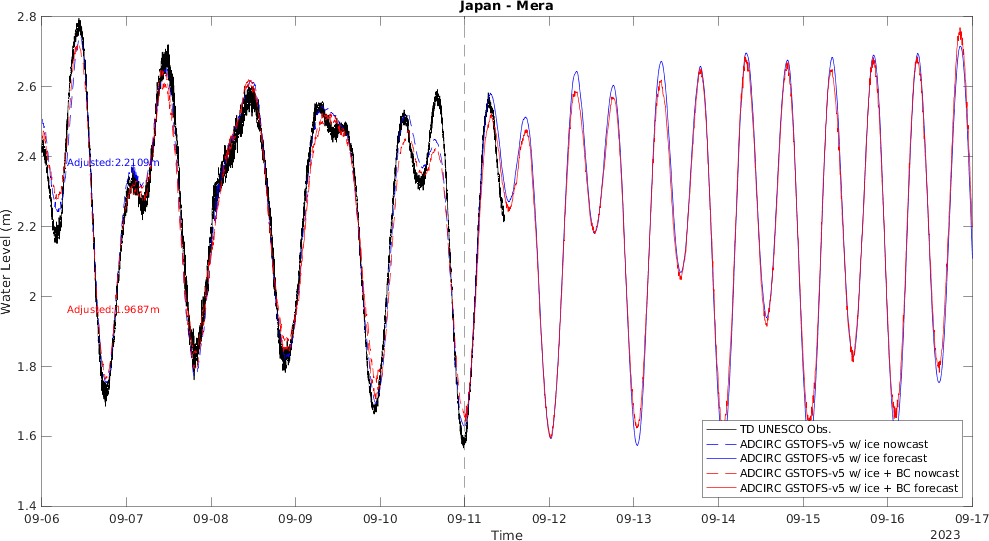 Japan - Mera
2.8
2.6
2.4
2.2
2
1.8
1.6
1.4
Water Level (m)
Adjusted:2.2109m
Adjusted:1.9687m
TD UNESCO Obs.
ADCIRC GSTOFS-v5 w/ ice nowcast
ADCIRC GSTOFS-v5 w/ ice forecast
ADCIRC GSTOFS-v5 w/ ice + BC nowcast
ADCIRC GSTOFS-v5 w/ ice + BC forecast
09-06 09-07 09-08 09-09 09-10 09-11 09-12 09-13 09-14 09-15 09-16 09-17
Time
2023